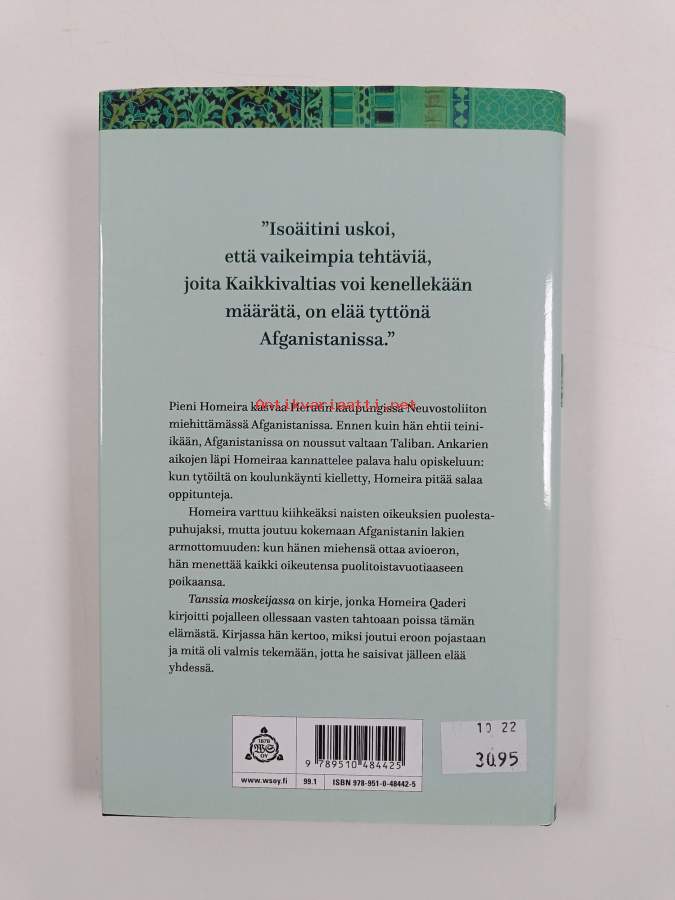 ”Isoäitini uskoi,
että vaikeimpia tehtäviä,
joita Kaikkivaltias voi kenellekään
määrätä, on elää tyttönä
Afganistanissa.”
Antikvariaatti.net
Pieni Homeira kasvaa Heratin kaupungissa Neuvostoliiton
miehittämässä Afganistanissa. Ennen kuin hän ehtii teini-
ikään, Afganistanissa on noussut valtaan Taliban. Ankarien
aikojen läpi Homeiraa kannattelee palava halu opiskeluun:
kun tytöiltä on koulunkäynti kielletty, Homeira pitää salaa
oppitunteja.
Homeira varttuu kiihkeäksi naisten oikeuksien puolesta-
puhujaksi, mutta joutuu kokemaan Afganistanin lakien
armottomuuden: kun hänen miehensä ottaa avioeron,
hän menettää kaikki oikeutensa puolitoistavuotiaaseen
poikaansa.
Tanssia moskeijassa on kirje, jonka Homeira Qaderi
kirjoitti pojalleen ollessaan vasten tahtoaan poissa tämän
elämästä. Kirjassa hän kertoo, miksi joutui eroon pojastaan
ja mitä oli valmis tekemään, jotta he saisivat jälleen elää
yhdessä.
1878
WS
OY
9 789510 484425
www.wsoy.fi
99.1
ISBN 978-951-0-48442-5
10 22
30.95